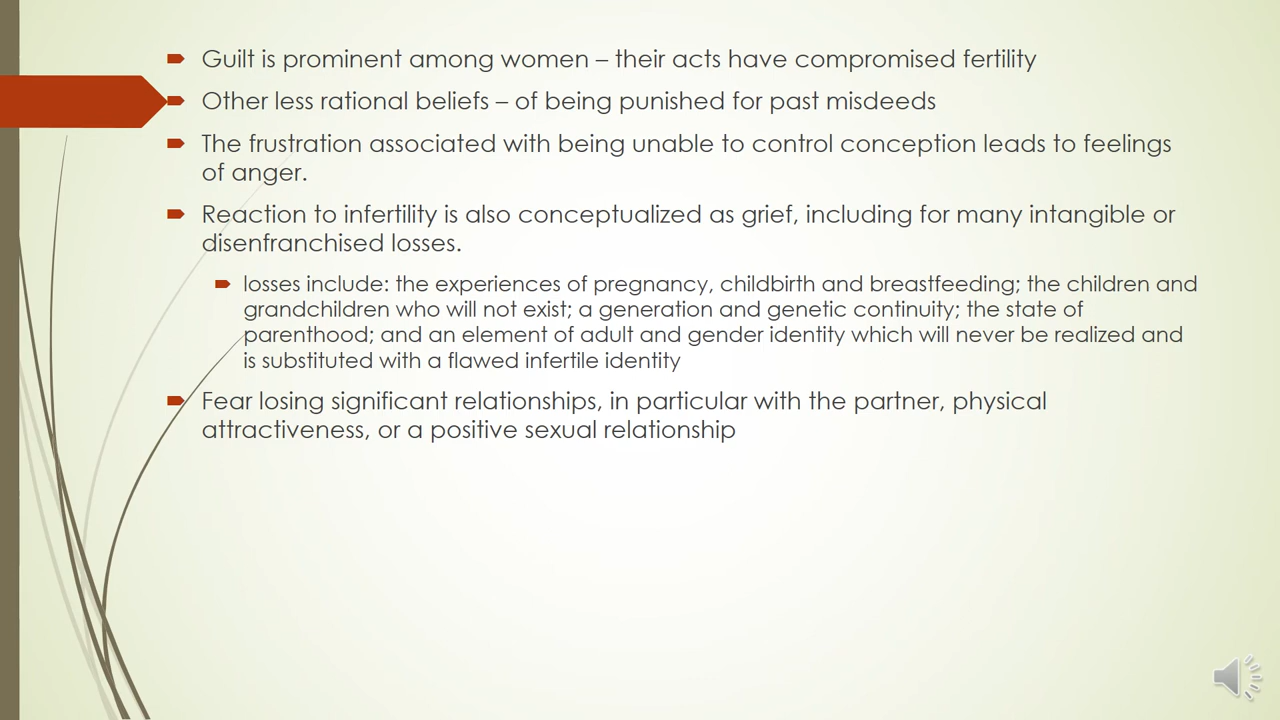 Guilt is prominent among women – their acts have compromised fertility
Other less rational beliefs – of being punished for past misdeeds
The frustration associated with being unable to control conception leads to feelings
of anger.
Reaction to infertility is also conceptualized as grief, including for many intangible or
disenfranchised losses.
losses include: the experiences of pregnancy, childbirth and breastfeeding; the children and
grandchildren who will not exist; a generation and genetic continuity; the state of
parenthood; and an element of adult and gender identity which will never be realized and
is substituted with a flawed infertile identity
Fear losing significant relationships, in particular with the partner, physical
attractiveness, or a positive sexual relationship